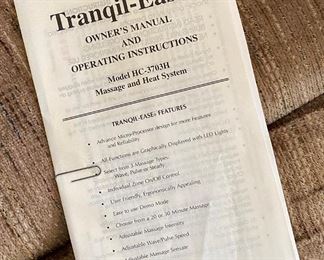 Tranqil-Ease
OWNER'S MANUAL
AND
OPERATING INSTRUCTIONS
Model HC-3703H
Massage and Heat System
TRANQUIL-EASE® FEATURES
• Advance Micro-Processor design for more Features
and Reliability
• All Functions are Graphically Displayed with LED Lights
• Select from 3 Massage Types:
Wave, Pulse or Steady
• Individual Zone On/Off Control
• User Friendly, Ergonomically Appealing
• Easy to use Demo Mode
• Choose from a 20 or 30 Minute Massage
• Adjustable Massage Intensity
• Adjustable Wave/Pulse Speed
Adjustable Massage